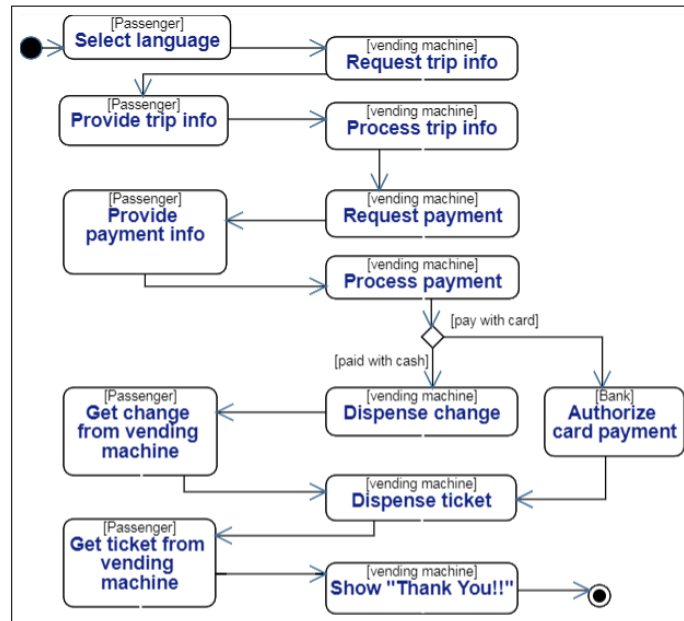 [Passenger]
Select language
[vending machine]
Request trip info
[Passenger]
Provide trip info
[vending machine]
Process trip info
[vending machine]
Request payment
[Passenger]
Provide
payment info
[vending machine]
Process payment
[pay with card]
[paid with cash]
[vending machine]
Dispense change
[Passenger]
Get change
from vending
machine
[Bank]
Authorize
card payment
[vending machine]
Dispense ticket
[Passenger]
Get ticket from
vending
machine
[vending machine]
Show "Thank You!!"